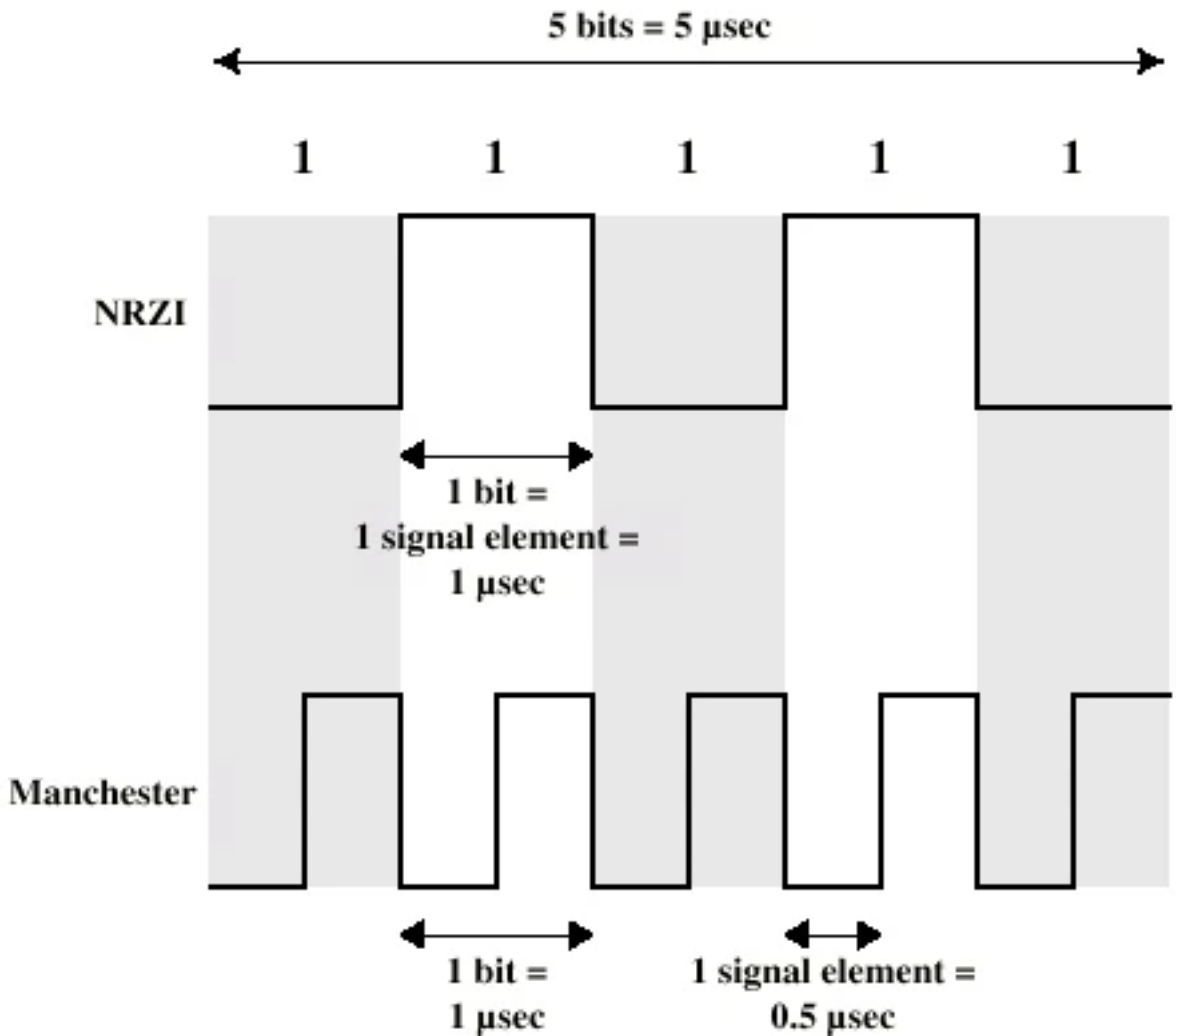 5 bits = 5 µsec
1 1 1 1 1
NRZI
1 bit =
1 signal element =
1 µsec
Manchester
1 bit =
1 µsec
1 signal element =
0.5 µsec